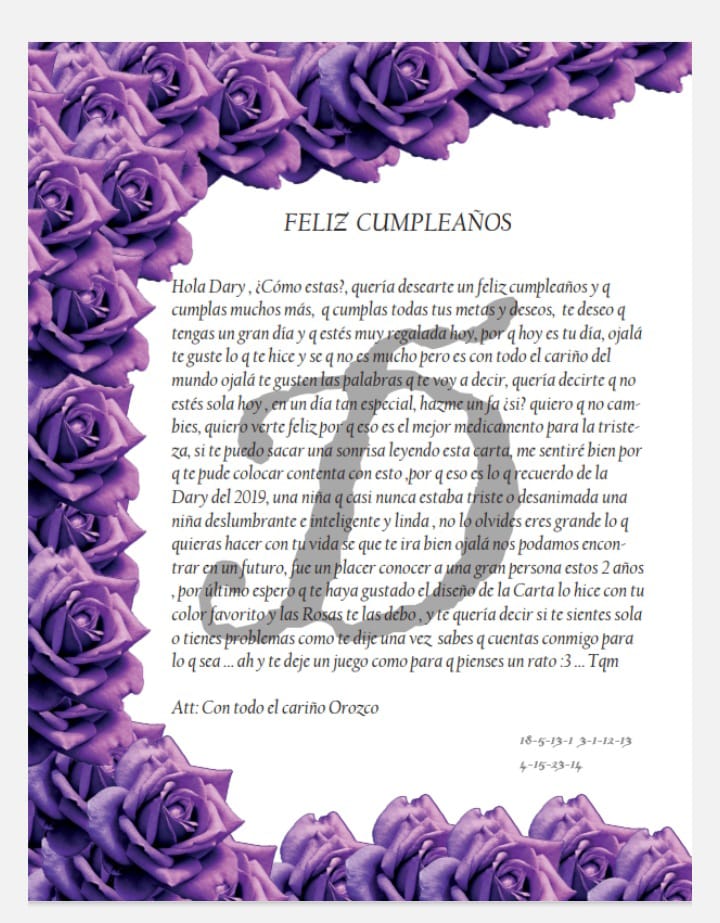 FELIZ CUMPLEAÑOS
Hola Dary , ¿Cómo estas?, quería desearte un feliz cumpleaños y q
cumplas muchos más,  q cumplas todas tus metas y deseos,  te deseo q
tengas un gran día y q estés muy regalada hoy, por q hoy es tu día, ojalá
te guste lo q te hice y se q no es mucho pero es con todo el cariño del
mundo ojalá te gusten las palabras q te voy a decir, quería decirte q no
estés sola hoy , en un día tan especial, hazme un fa ¿si? quiero q no cam-
bies, quiero verte feliz por q eso es el mejor medicamento para la triste-
za, si te puedo sacar una sonrisa leyendo esta carta, me sentiré bien por
q te pude colocar contenta con esto ,por q eso es lo q recuerdo de la
Dary del 2019, una niña q casi nunca estaba triste o desanimada una
niña deslumbrante e inteligente y linda , no lo olvides eres grande lo q
quieras hacer con tu vida se que te ira bien ojalá nos podamos encon-
trar en un futuro, fue un placer conocer a una gran persona estos 2 años
, por último espero q te haya gustado el diseño de la Carta lo hice con tu
color favorito y las Rosas te las debo , y te quería decir si te sientes sola
o tienes problemas como te dije una vez  sabes q cuentas conmigo para
lo q sea ... ah y te deje un juego como para q pienses un rato :3 ... Tqm
Att: Con todo el cariño Orozco
18-5-13-1 3-1-12-13
4-15-23-14
D